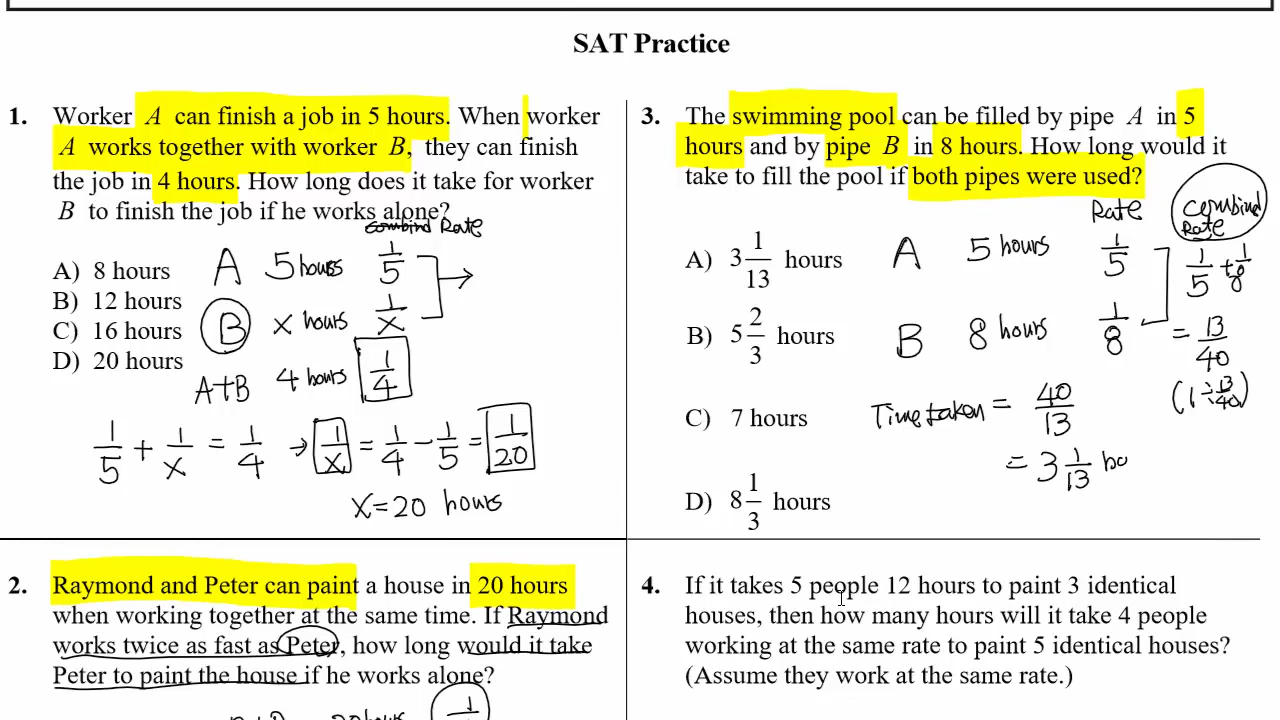 SAT Practice
1. Worker A can finish a job in 5 hours. When worker
A works together with worker B, they can finish
the job in 4 hours. How long does it take for worker
B to finish the job if he works alone?
combind Rate
A) 8 hours
B) 12 hours
C) 16 hours
D) 20 hours
A 5 hours 1/5
B x hours 1/x
A+B 4 hours 1/4
1/5 + 1/x = 1/4 → 1/x = 1/4 − 1/5 = 1/20
x = 20 hours
2. Raymond and Peter can paint a house in 20 hours
when working together at the same time. If Raymond
works twice as fast as Peter, how long would it take
Peter to paint the house if he works alone?
20 hours
3. The swimming pool can be filled by pipe A in 5
hours and by pipe B in 8 hours. How long would it
take to fill the pool if both pipes were used?
Rate combind Rate
A) 3 1/13 hours
B) 5 2/3 hours
C) 7 hours
D) 8 1/3 hours
A 5 hours 1/5 1/5 + 1/8
B 8 hours 1/8 = 13/40
(1 ÷ 13/40)
Time taken = 40/13
= 3 1/13 ho
4. If it takes 5 people 12 hours to paint 3 identical
houses, then how many hours will it take 4 people
working at the same rate to paint 5 identical houses?
(Assume they work at the same rate.)